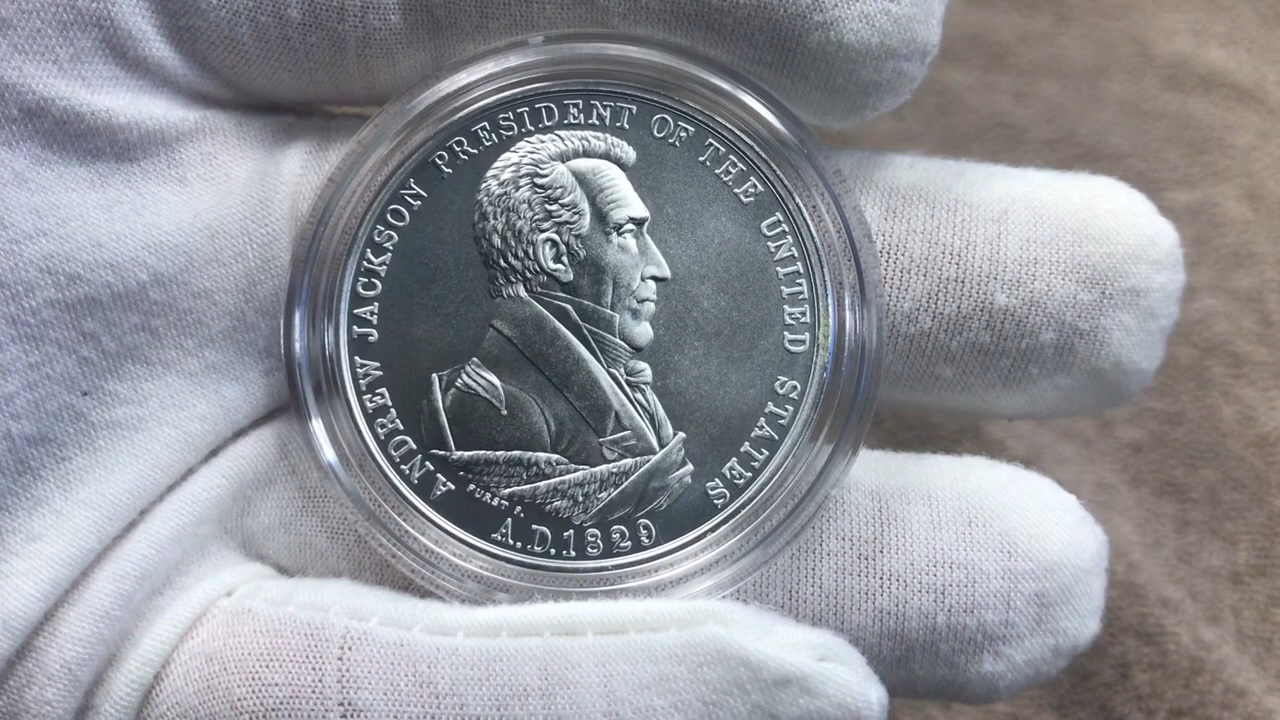 ANDREW JACKSON PRESIDENT OF THE UNITED STATES
FURST F.
A.D.1829